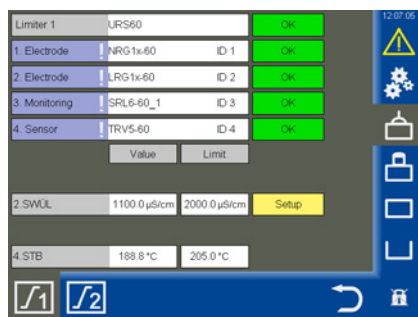 12:07:05
Limiter 1 URS60 OK
1. Electrode NRG1x-60 ID 1 OK
2. Electrode LRG1x-60 ID 2 OK
3. Monitoring SRL6-60_1 ID 3 OK
4. Sensor TRV5-60 ID 4 OK
Value Limit
2.SWÜL 1100.0 µS/cm 2000.0 µS/cm Setup
4.STB 188.8 °C 205.0 °C
1 2